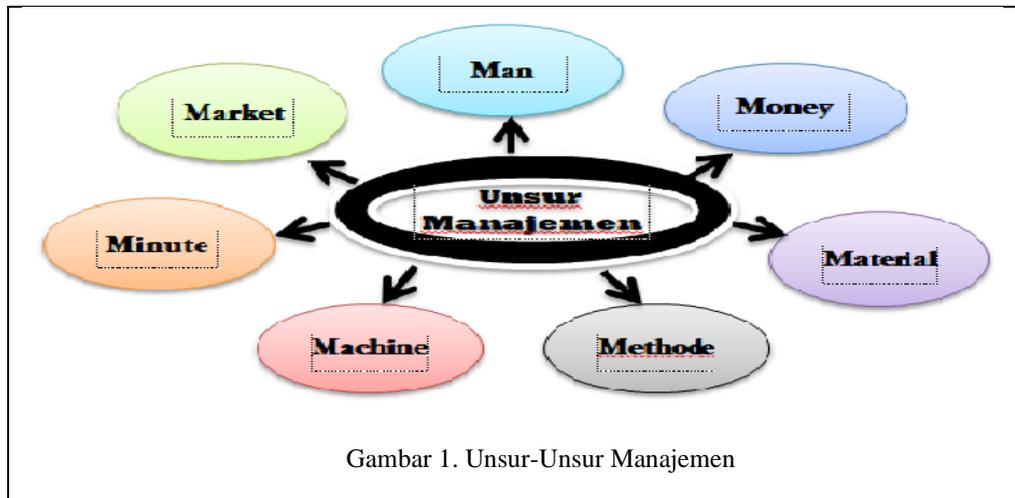 Man
Market
Money
Unsur
Manajemen
Minute
Material
Machine
Methode
Gambar 1. Unsur-Unsur Manajemen